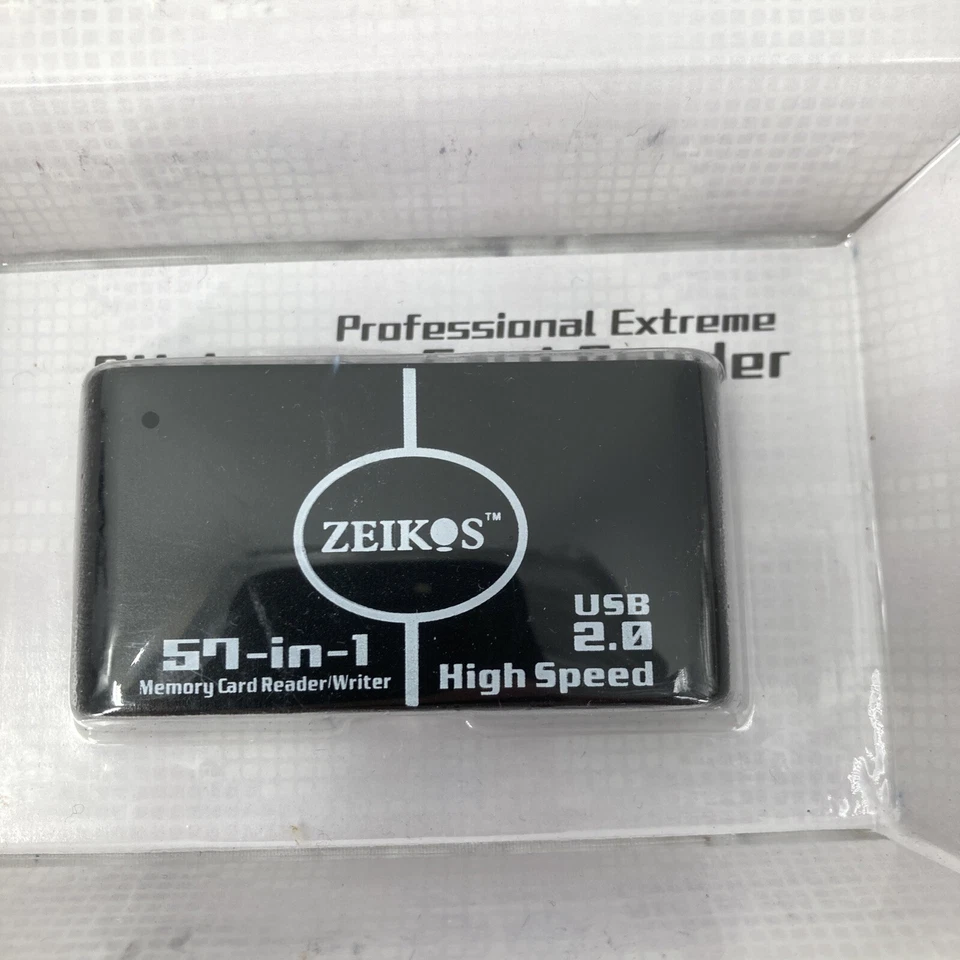 Professional Extreme
ZEIKOS™
57-in-1
Memory Card Reader/Writer
USB
2.0
High Speed